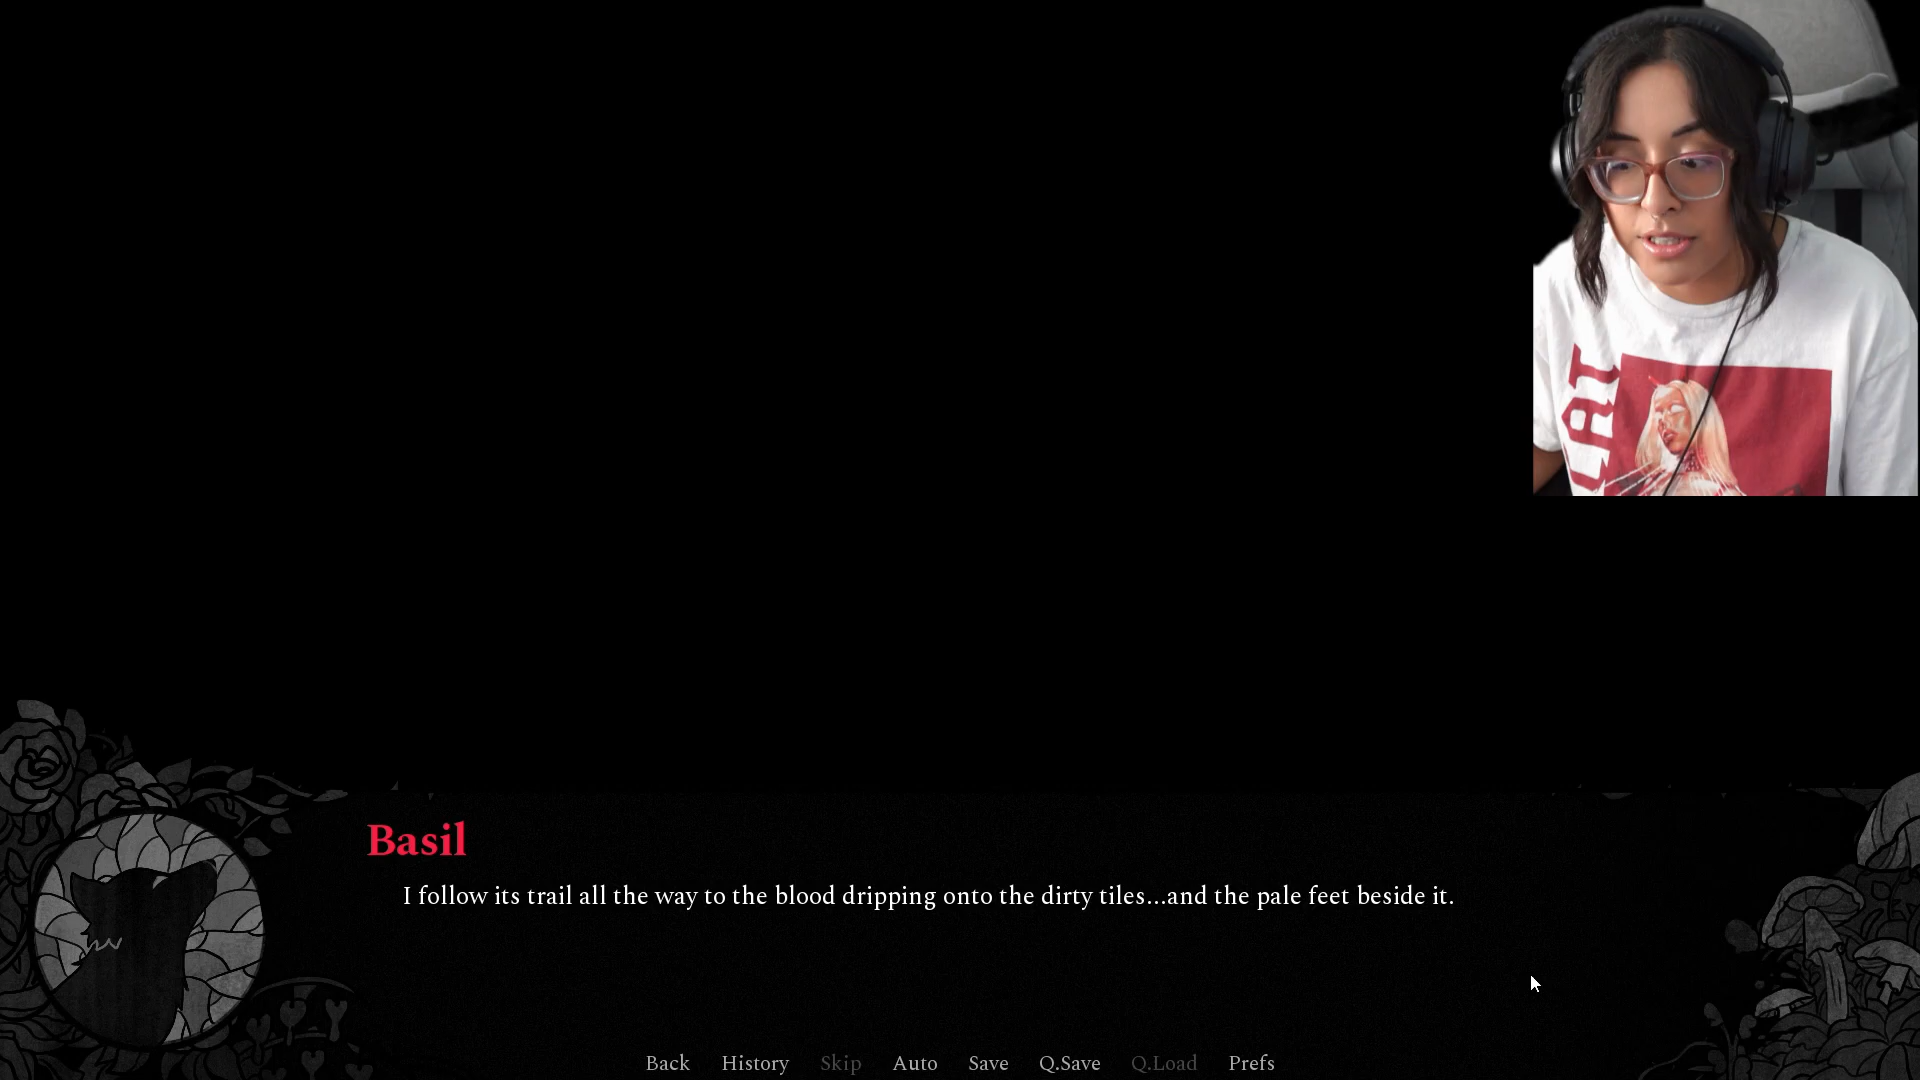 CAT
Basil
I follow its trail all the way to the blood dripping onto the dirty tiles...and the pale feet beside it.
Back History Skip Auto Save Q.Save Q.Load Prefs